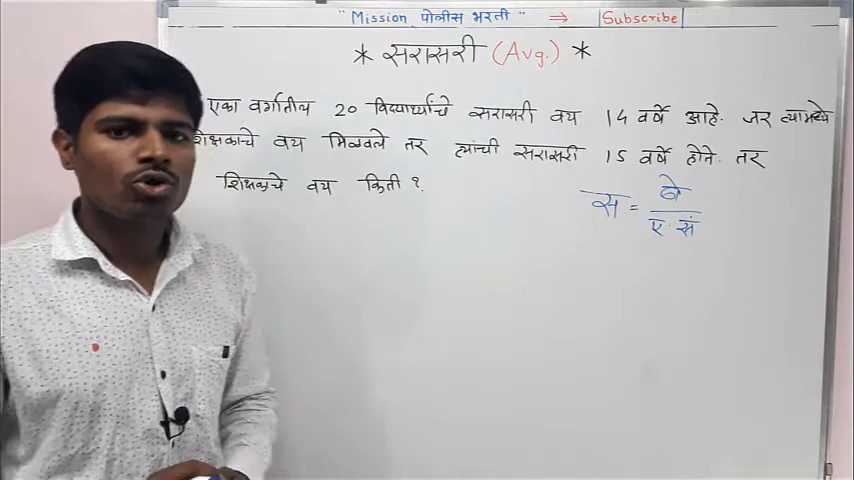 " Mission पोलीस भरती " ⇒ Subscribe
* सरासरी (Avg.) *
एका वर्गातील 20 विद्यार्थ्यांचे सरासरी वय 14 वर्षे आहे. जर त्यामध्ये
शिक्षकाचे वय मिळवले तर त्यांची सरासरी 15 वर्षे होते. तर
शिक्षकाचे वय किती ?
स = बे / ए. सं